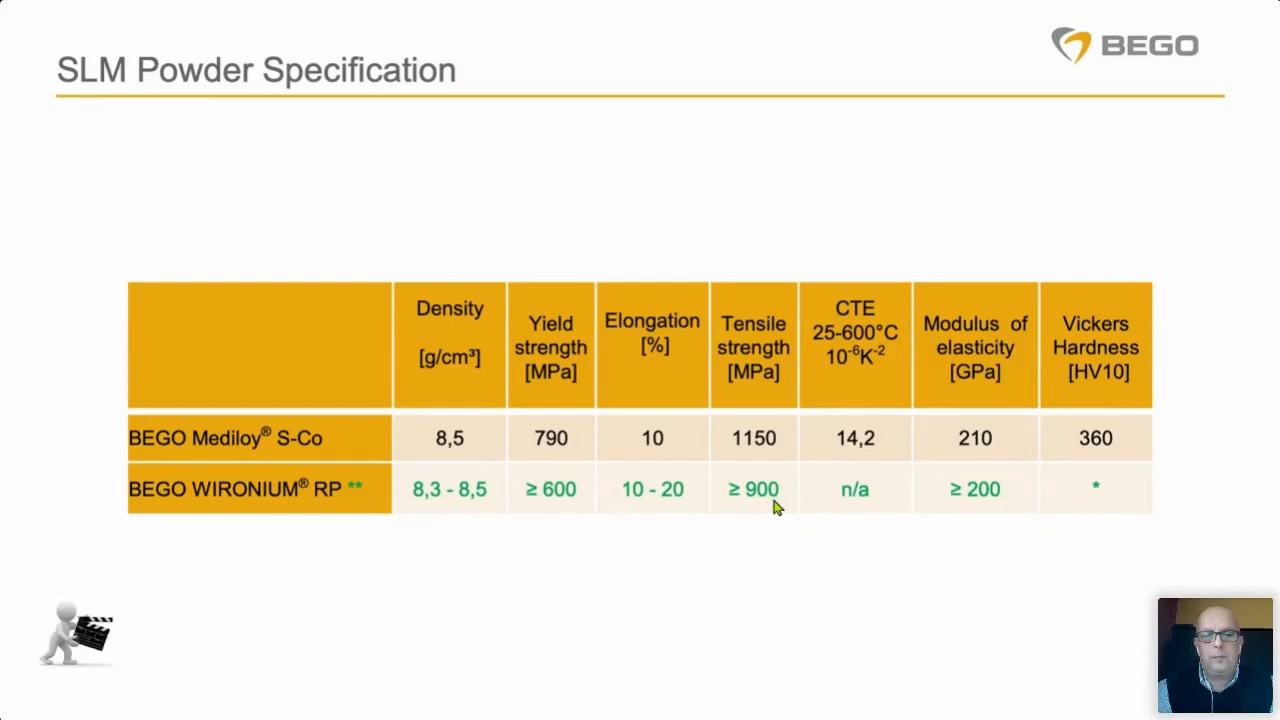 SLM Powder Specification
BEGO
Density
[g/cm³]
Yield
strength
[MPa]
Elongation
[%]
Tensile
strength
[MPa]
CTE
25-600°C
10⁻⁶K⁻²
Modulus of
elasticity
[GPa]
Vickers
Hardness
[HV10]
BEGO Mediloy® S-Co 8,5 790 10 1150 14,2 210 360
BEGO WIRONIUM® RP ** 8,3 - 8,5 ≥ 600 10 - 20 ≥ 900 n/a ≥ 200 *